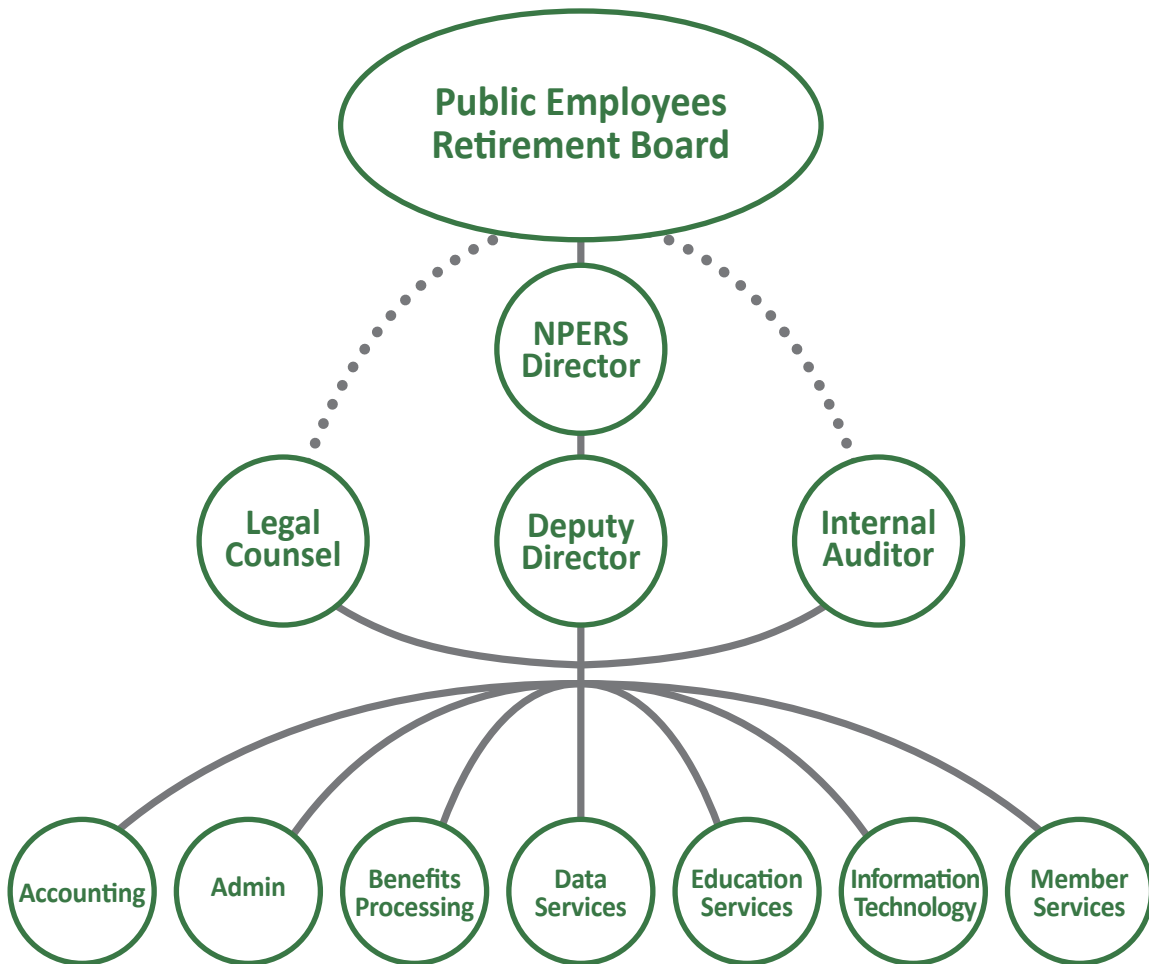 Public Employees
Retirement Board
NPERS
Director
Legal
Counsel
Deputy
Director
Internal
Auditor
Accounting
Admin
Benefits
Processing
Data
Services
Education
Services
Information
Technology
Member
Services